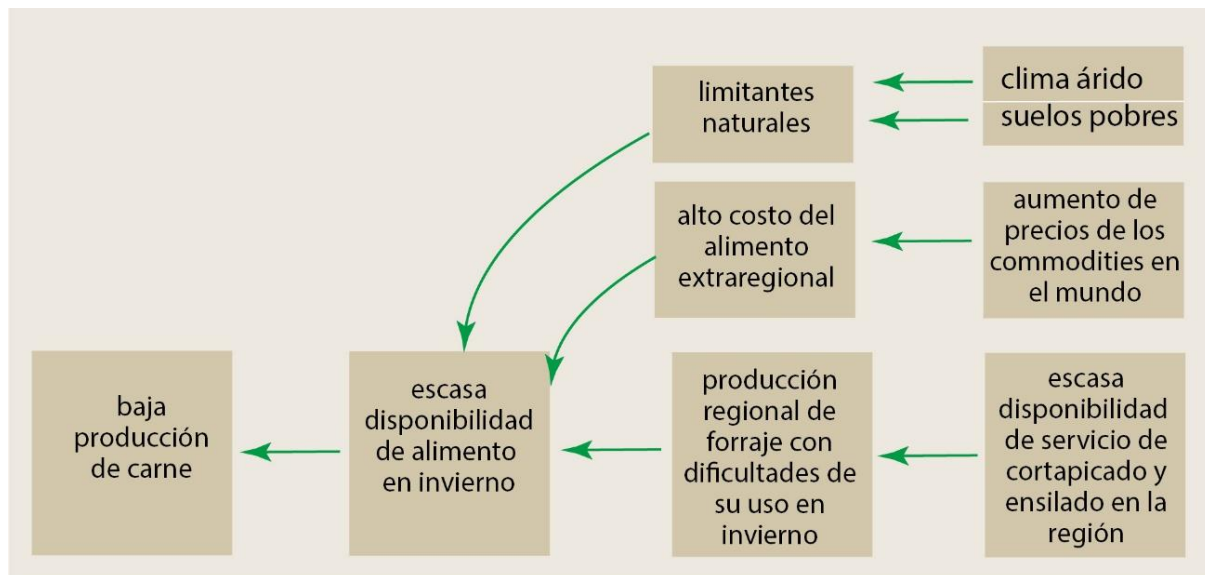 limitantes
naturales
clima árido
suelos pobres
alto costo del
alimento
extraregional
aumento de
precios de los
commodities en
el mundo
baja
producción
de carne
escasa
disponibilidad
de alimento
en invierno
producción
regional de
forraje con
dificultades de
su uso en
invierno
escasa
disponibilidad
de servicio de
cortapicado y
ensilado en la
región